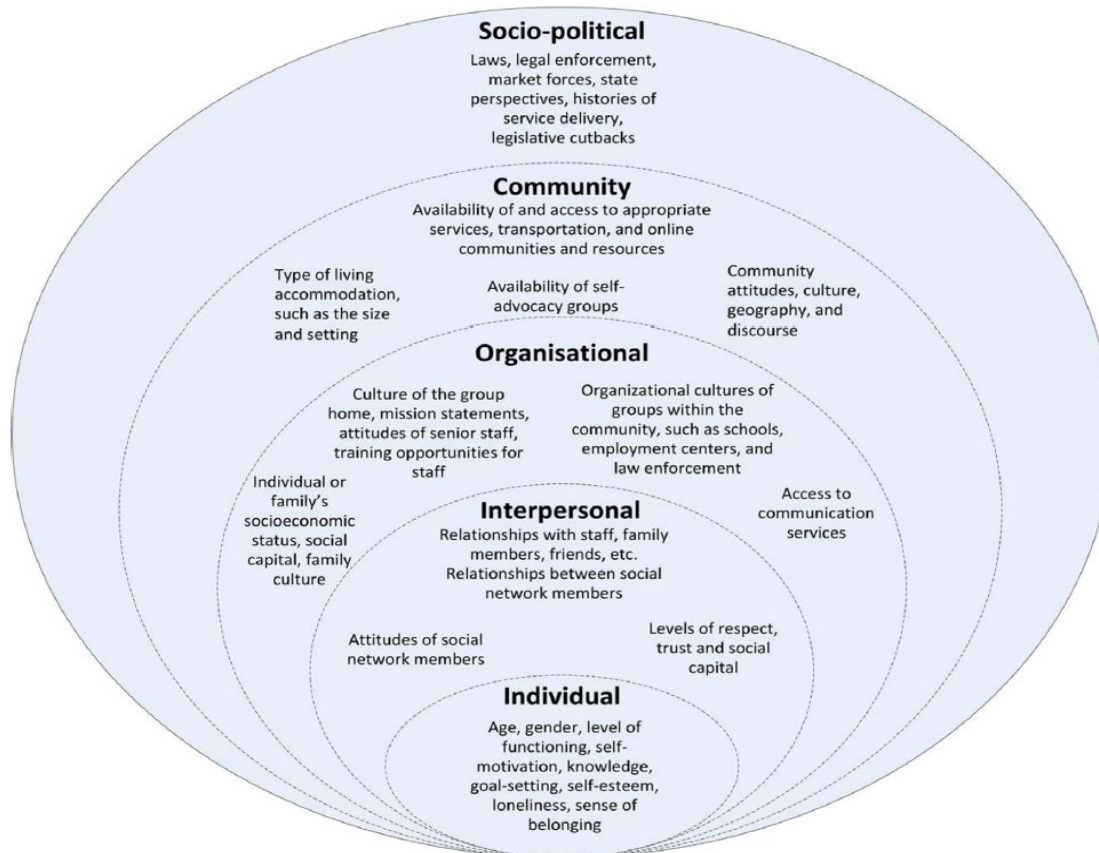 Socio-political
Laws, legal enforcement,
market forces, state
perspectives, histories of
service delivery,
legislative cutbacks
Community
Availability of and access to appropriate
services, transportation, and online
communities and resources
Type of living
accommodation,
such as the size
and setting
Availability of self-
advocacy groups
Community
attitudes, culture,
geography, and
discourse
Organisational
Culture of the group
home, mission statements,
attitudes of senior staff,
training opportunities for
staff
Organizational cultures of
groups within the
community, such as schools,
employment centers, and
law enforcement
Individual or
family's
socioeconomic
status, social
capital, family
culture
Access to
communication
services
Interpersonal
Relationships with staff, family
members, friends, etc.
Relationships between social
network members
Attitudes of social
network members
Levels of respect,
trust and social
capital
Individual
Age, gender, level of
functioning, self-
motivation, knowledge,
goal-setting, self-esteem,
loneliness, sense of
belonging